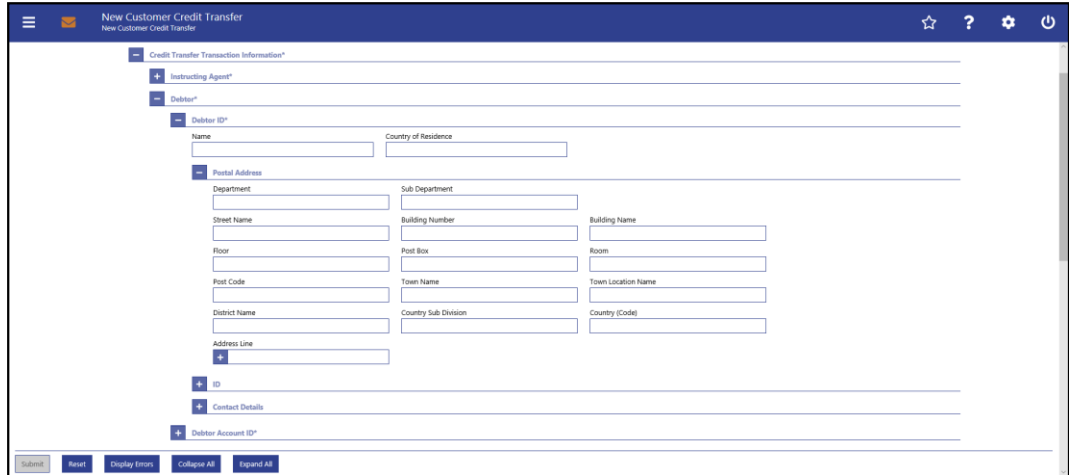 New Customer Credit Transfer
New Customer Credit Transfer
Credit Transfer Transaction Information*
Instructing Agent*
Debtor*
Debtor ID*
Name Country of Residence
Postal Address
Department Sub Department
Street Name Building Number Building Name
Floor Post Box Room
Post Code Town Name Town Location Name
District Name Country Sub Division Country (Code)
Address Line
ID
Contact Details
Debtor Account ID*
Submit Reset Display Errors Collapse All Expand All